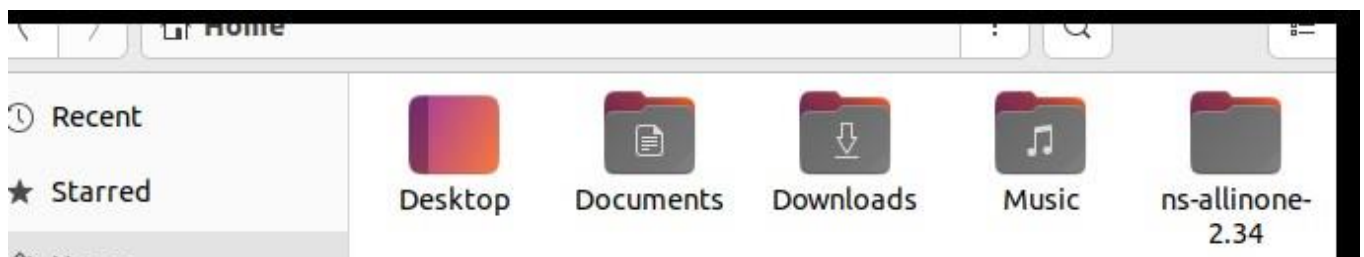 Home
Recent
Starred
Desktop
Documents
Downloads
Music
ns-allinone-
2.34